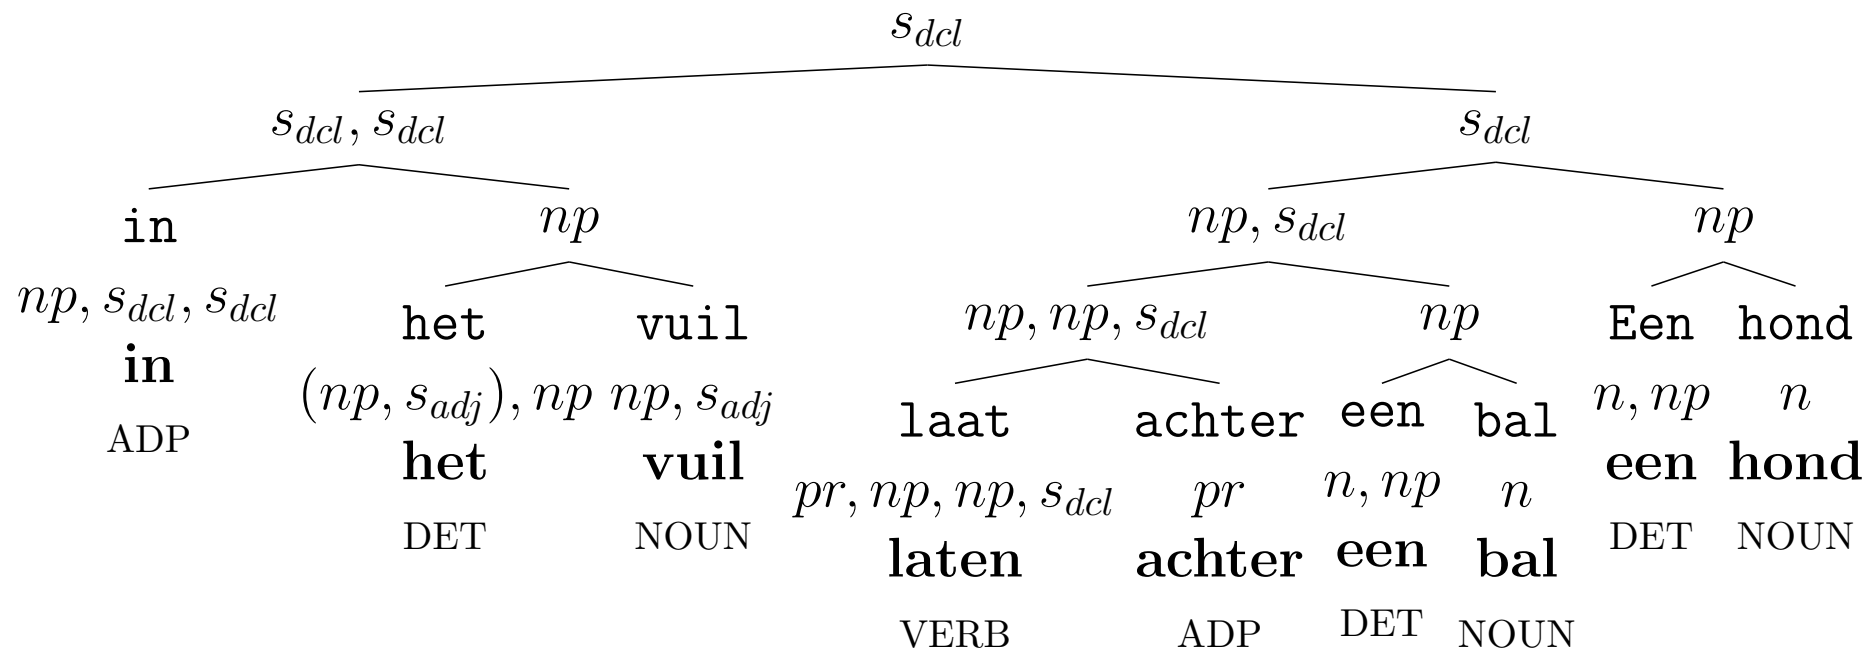 s_dcl
s_dcl, s_dcl s_dcl
in np np, s_dcl np
np, s_dcl, s_dcl het vuil np, np, s_dcl np Een hond
in (np, s_adj), np np, s_adj laat achter een bal n, np n
ADP het vuil pr, np, np, s_dcl pr n, np n een hond
DET NOUN laten achter een bal DET NOUN
VERB ADP DET NOUN